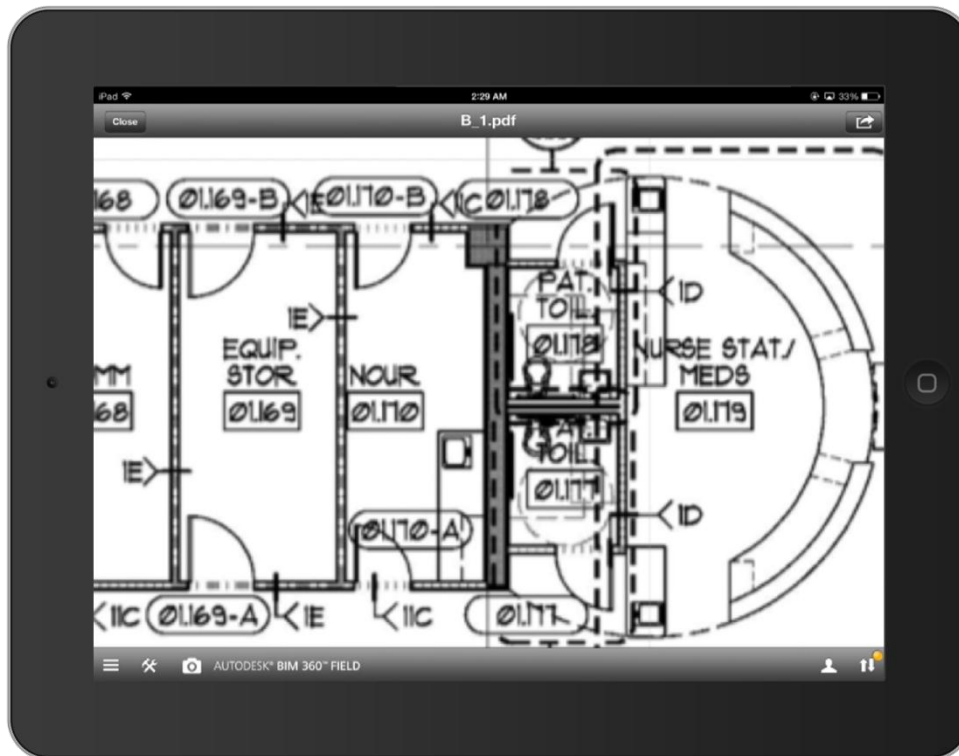 iPad
2:29 AM
33%
Close
B_1.pdf
168
Ø1.169-B
1E
Ø1.170-B
11C
Ø1.178
1E
1D
PAT.
TOIL.
Ø1.178
EQUIP.
STOR
Ø1.169
NOUR
Ø1.170
NURSE STAT/
MEDS
Ø1.179
MM
168
1E
PAT.
TOIL.
Ø1.177
1D
Ø1.170-A
11C
Ø1.169-A
1E
11C
Ø1.177
AUTODESK® BIM 360™ FIELD